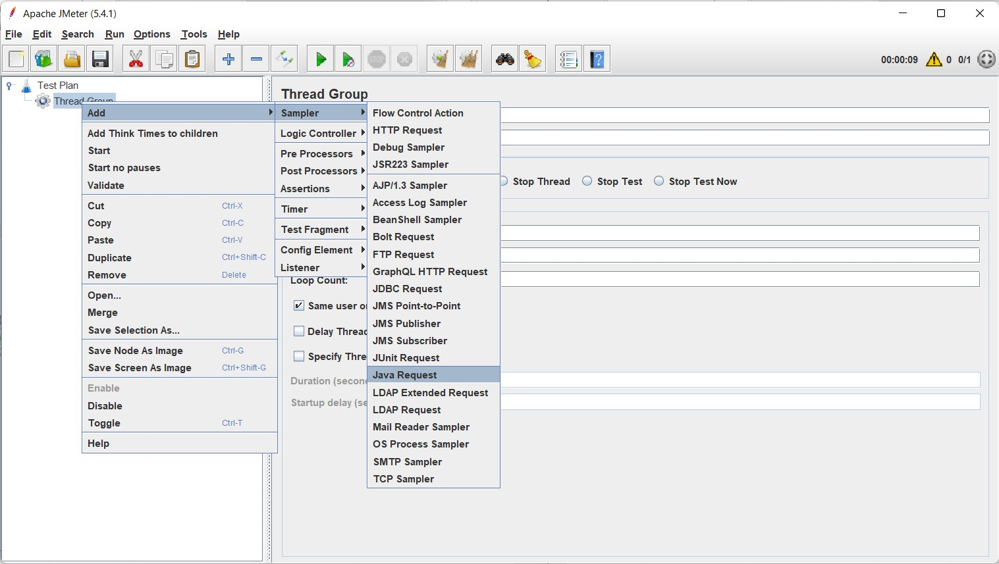 Apache JMeter (5.4.1)
File Edit Search Run Options Tools Help
STOP
00:00:09 0 0/1
Test Plan
Thread Group
Thread Group
Add
Add Think Times to children
Start
Start no pauses
Validate
Cut Ctrl-X
Copy Ctrl-C
Paste Ctrl-V
Duplicate Ctrl+Shift-C
Remove Delete
Open...
Merge
Save Selection As...
Save Node As Image Ctrl-G
Save Screen As Image Ctrl+Shift-G
Enable
Disable
Toggle Ctrl-T
Help
Sampler
Logic Controller
Pre Processors
Post Processors
Assertions
Timer
Test Fragment
Config Element
Listener
Flow Control Action
HTTP Request
Debug Sampler
JSR223 Sampler
AJP/1.3 Sampler
Access Log Sampler
BeanShell Sampler
Bolt Request
FTP Request
GraphQL HTTP Request
JDBC Request
JMS Point-to-Point
JMS Publisher
JMS Subscriber
JUnit Request
Java Request
LDAP Extended Request
LDAP Request
Mail Reader Sampler
OS Process Sampler
SMTP Sampler
TCP Sampler
Stop Thread Stop Test Stop Test Now
Loop Count:
Same user
Delay
Specify
Duration
Startup delay